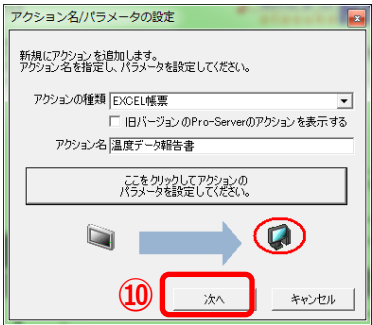 アクション名/パラメータの設定
新規にアクションを追加します。
アクション名を指定し、パラメータを設定してください。
アクションの種類 EXCEL帳票
旧バージョンのPro-Serverのアクションを表示する
アクション名 温度データ報告書
ここをクリックしてアクションの
パラメータを設定してください。
⑩ 次へ キャンセル